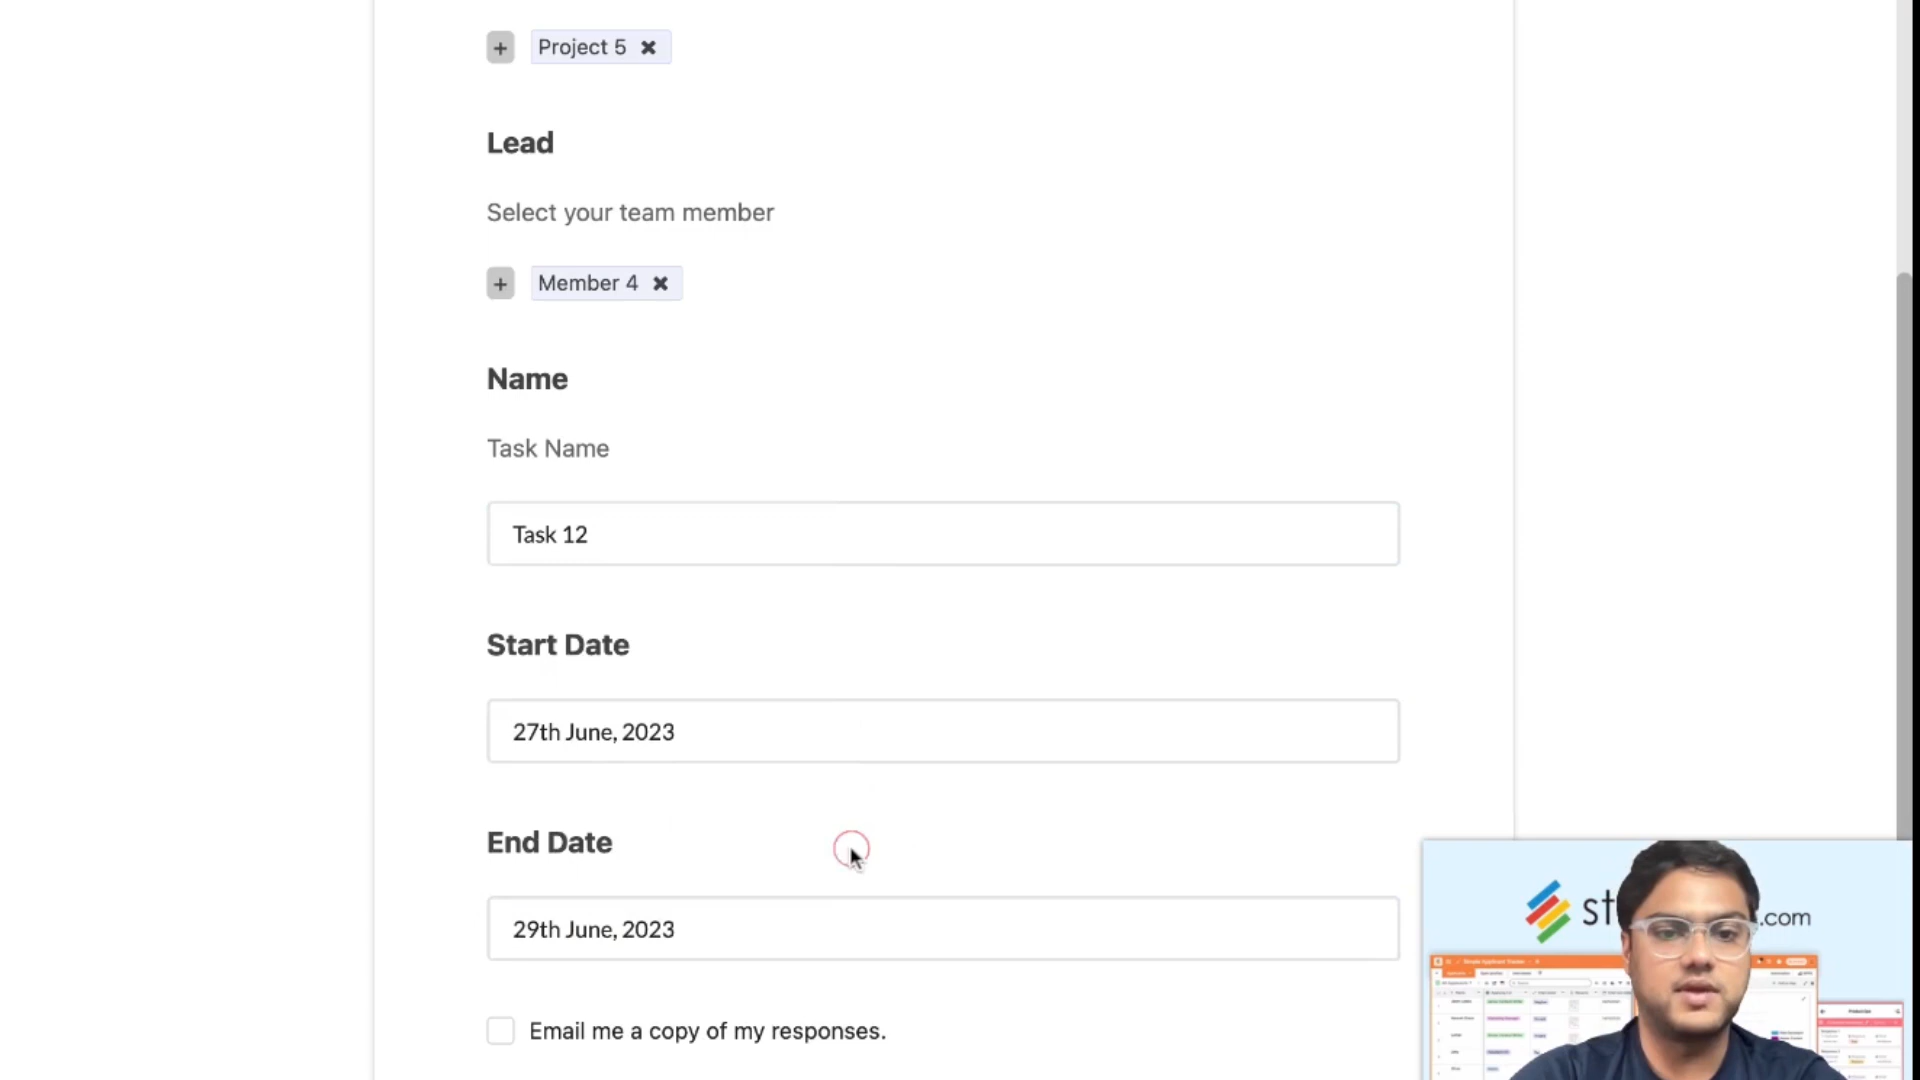 Project 5
Lead
Select your team member
Member 4
Name
Task Name
Task 12
Start Date
27th June, 2023
End Date
29th June, 2023
Email me a copy of my responses.
st
.com